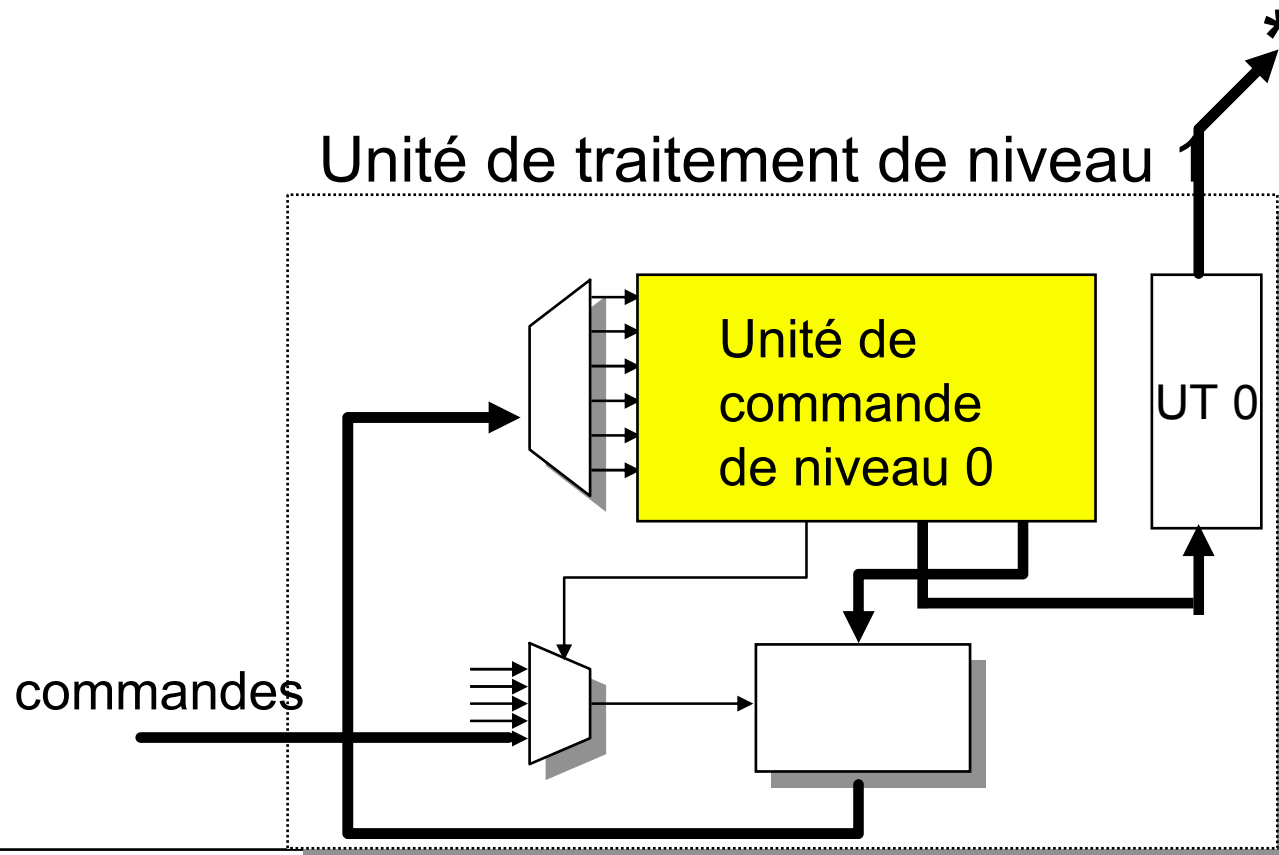 *
Unité de traitement de niveau 1
Unité de
commande
de niveau 0
UT 0
commandes